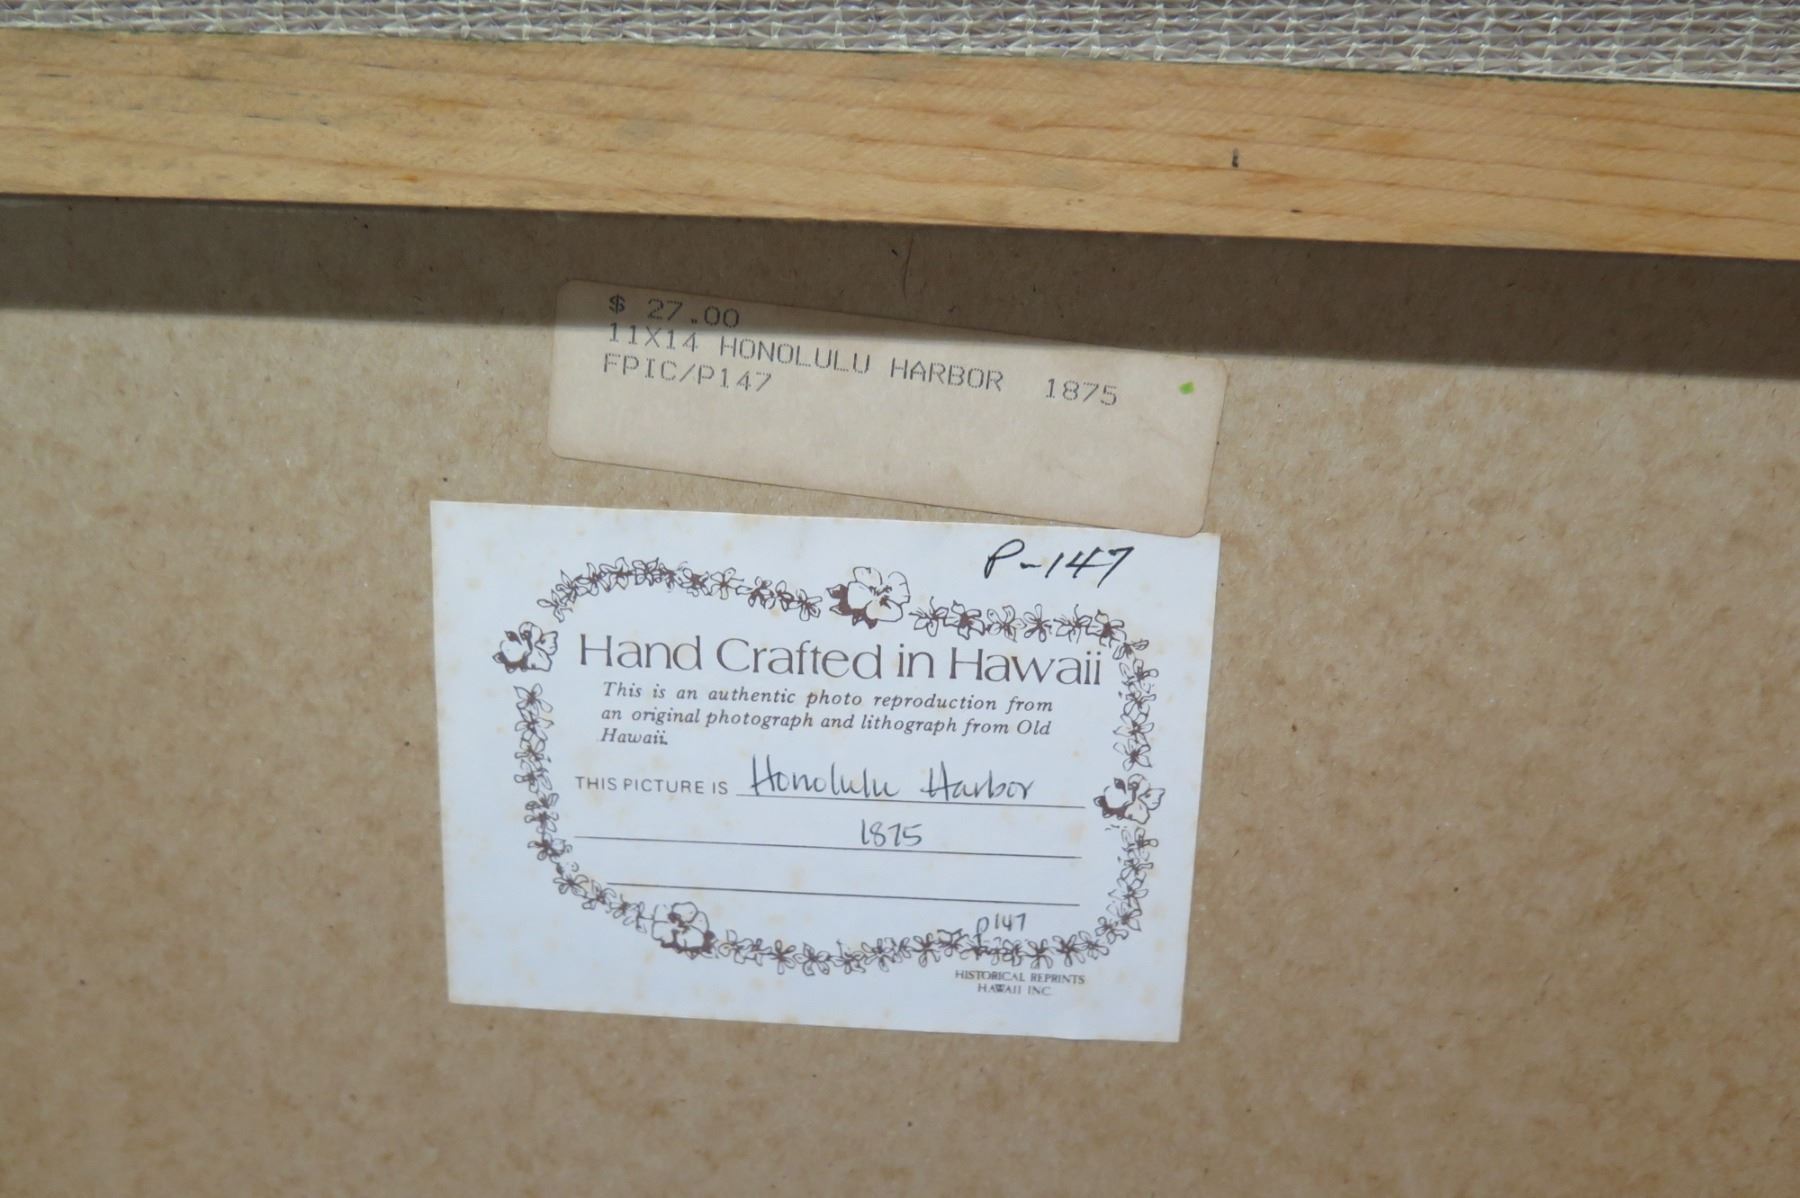 $ 27.00
11X14 HONOLULU HARBOR 1875
FPIC/P147
P-147
Hand Crafted in Hawaii
This is an authentic photo reproduction from
an original photograph and lithograph from Old
Hawaii.
THIS PICTURE IS Honolulu Harbor
1875
P147
HISTORICAL REPRINTS
HAWAII INC